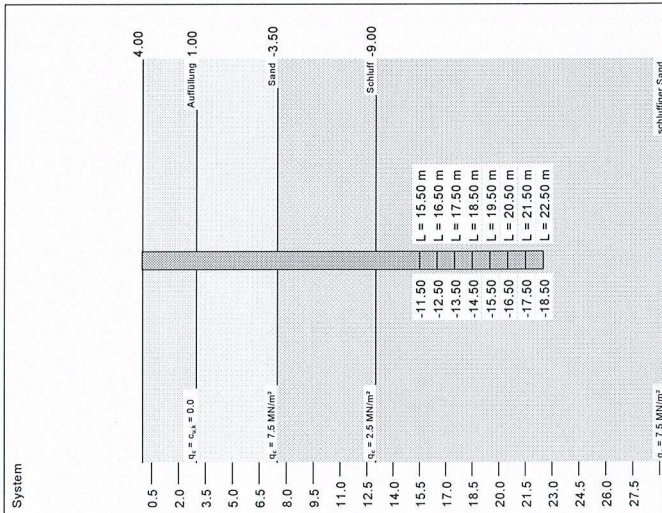 System
4.00
Auffüllung 1.00
Sand -3.50
Schluff -9.00
schluffiger Sand
L = 15.50 m
L = 16.50 m
L = 17.50 m
L = 18.50 m
L = 19.50 m
L = 20.50 m
L = 21.50 m
L = 22.50 m
-11.50
-12.50
-13.50
-14.50
-15.50
-16.50
-17.50
-18.50
qc = cu,k = 0.0
qc = 7.5 MN/m²
qc = 2.5 MN/m²
= 7.5 MN/m²
0.5
2.0
3.5
5.0
6.5
8.0
9.5
11.0
12.5
14.0
15.5
17.0
18.5
20.0
21.5
23.0
24.5
26.0
27.5